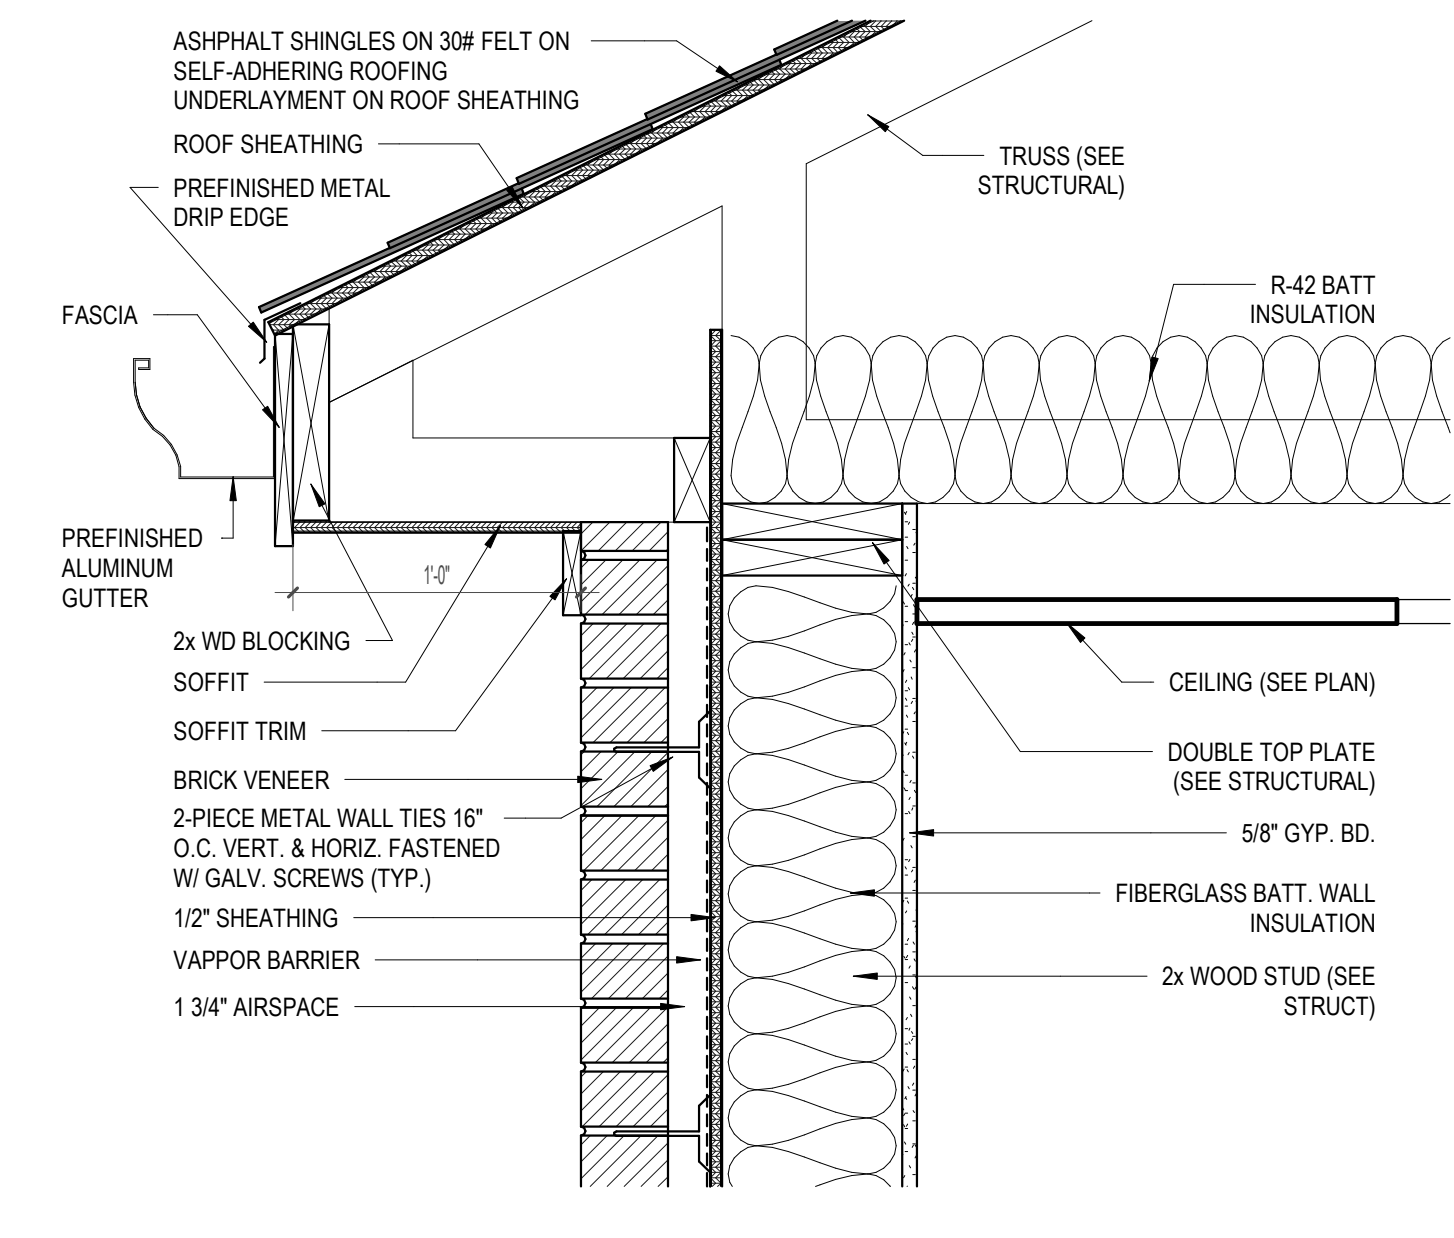 ASHPHALT SHINGLES ON 30# FELT ON
SELF-ADHERING ROOFING
UNDERLAYMENT ON ROOF SHEATHING
ROOF SHEATHING
PREFINISHED METAL
DRIP EDGE
FASCIA
PREFINISHED
ALUMINUM
GUTTER
1'-0"
2x WD BLOCKING
SOFFIT
SOFFIT TRIM
BRICK VENEER
2-PIECE METAL WALL TIES 16"
O.C. VERT. & HORIZ. FASTENED
W/ GALV. SCREWS (TYP.)
1/2" SHEATHING
VAPPOR BARRIER
1 3/4" AIRSPACE
TRUSS (SEE
STRUCTURAL)
R-42 BATT
INSULATION
CEILING (SEE PLAN)
DOUBLE TOP PLATE
(SEE STRUCTURAL)
5/8" GYP. BD.
FIBERGLASS BATT. WALL
INSULATION
2x WOOD STUD (SEE
STRUCT)